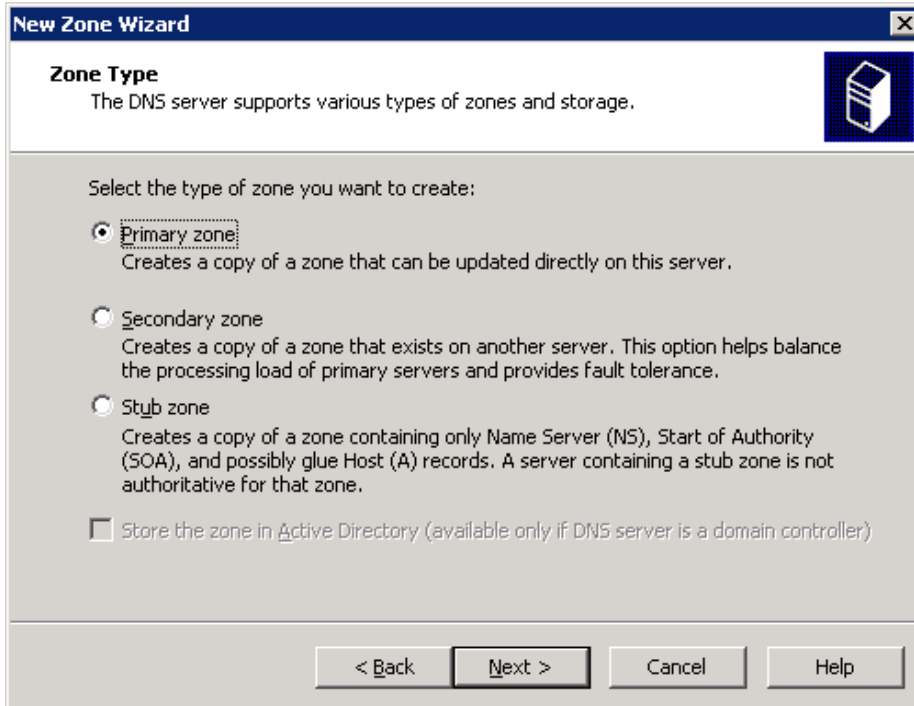 New Zone Wizard
Zone Type
The DNS server supports various types of zones and storage.
Select the type of zone you want to create:
Primary zone
Creates a copy of a zone that can be updated directly on this server.
Secondary zone
Creates a copy of a zone that exists on another server. This option helps balance
the processing load of primary servers and provides fault tolerance.
Stub zone
Creates a copy of a zone containing only Name Server (NS), Start of Authority
(SOA), and possibly glue Host (A) records. A server containing a stub zone is not
authoritative for that zone.
Store the zone in Active Directory (available only if DNS server is a domain controller)
< Back Next > Cancel Help